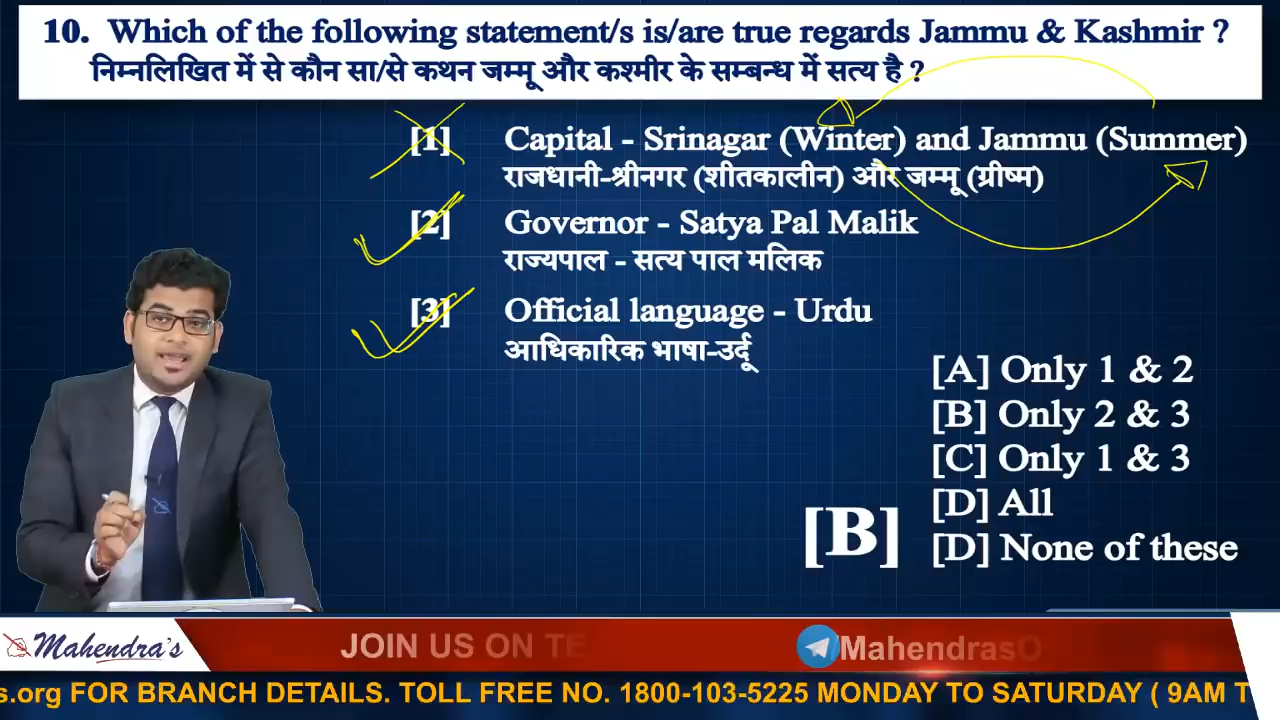 10. Which of the following statement/s is/are true regards Jammu & Kashmir ?
निम्नलिखित में से कौन सा/से कथन जम्मू और कश्मीर के सम्बन्ध में सत्य है ?
[1] Capital - Srinagar (Winter) and Jammu (Summer)
राजधानी-श्रीनगर (शीतकालीन) और जम्मू (ग्रीष्म)
[2] Governor - Satya Pal Malik
राज्यपाल - सत्य पाल मलिक
[3] Official language - Urdu
आधिकारिक भाषा-उर्दू
[A] Only 1 & 2
[B] Only 2 & 3
[C] Only 1 & 3
[D] All
[D] None of these
[B]
Mahendra's
JOIN US ON TE
MahendrasO
s.org FOR BRANCH DETAILS. TOLL FREE NO. 1800-103-5225 MONDAY TO SATURDAY ( 9AM T